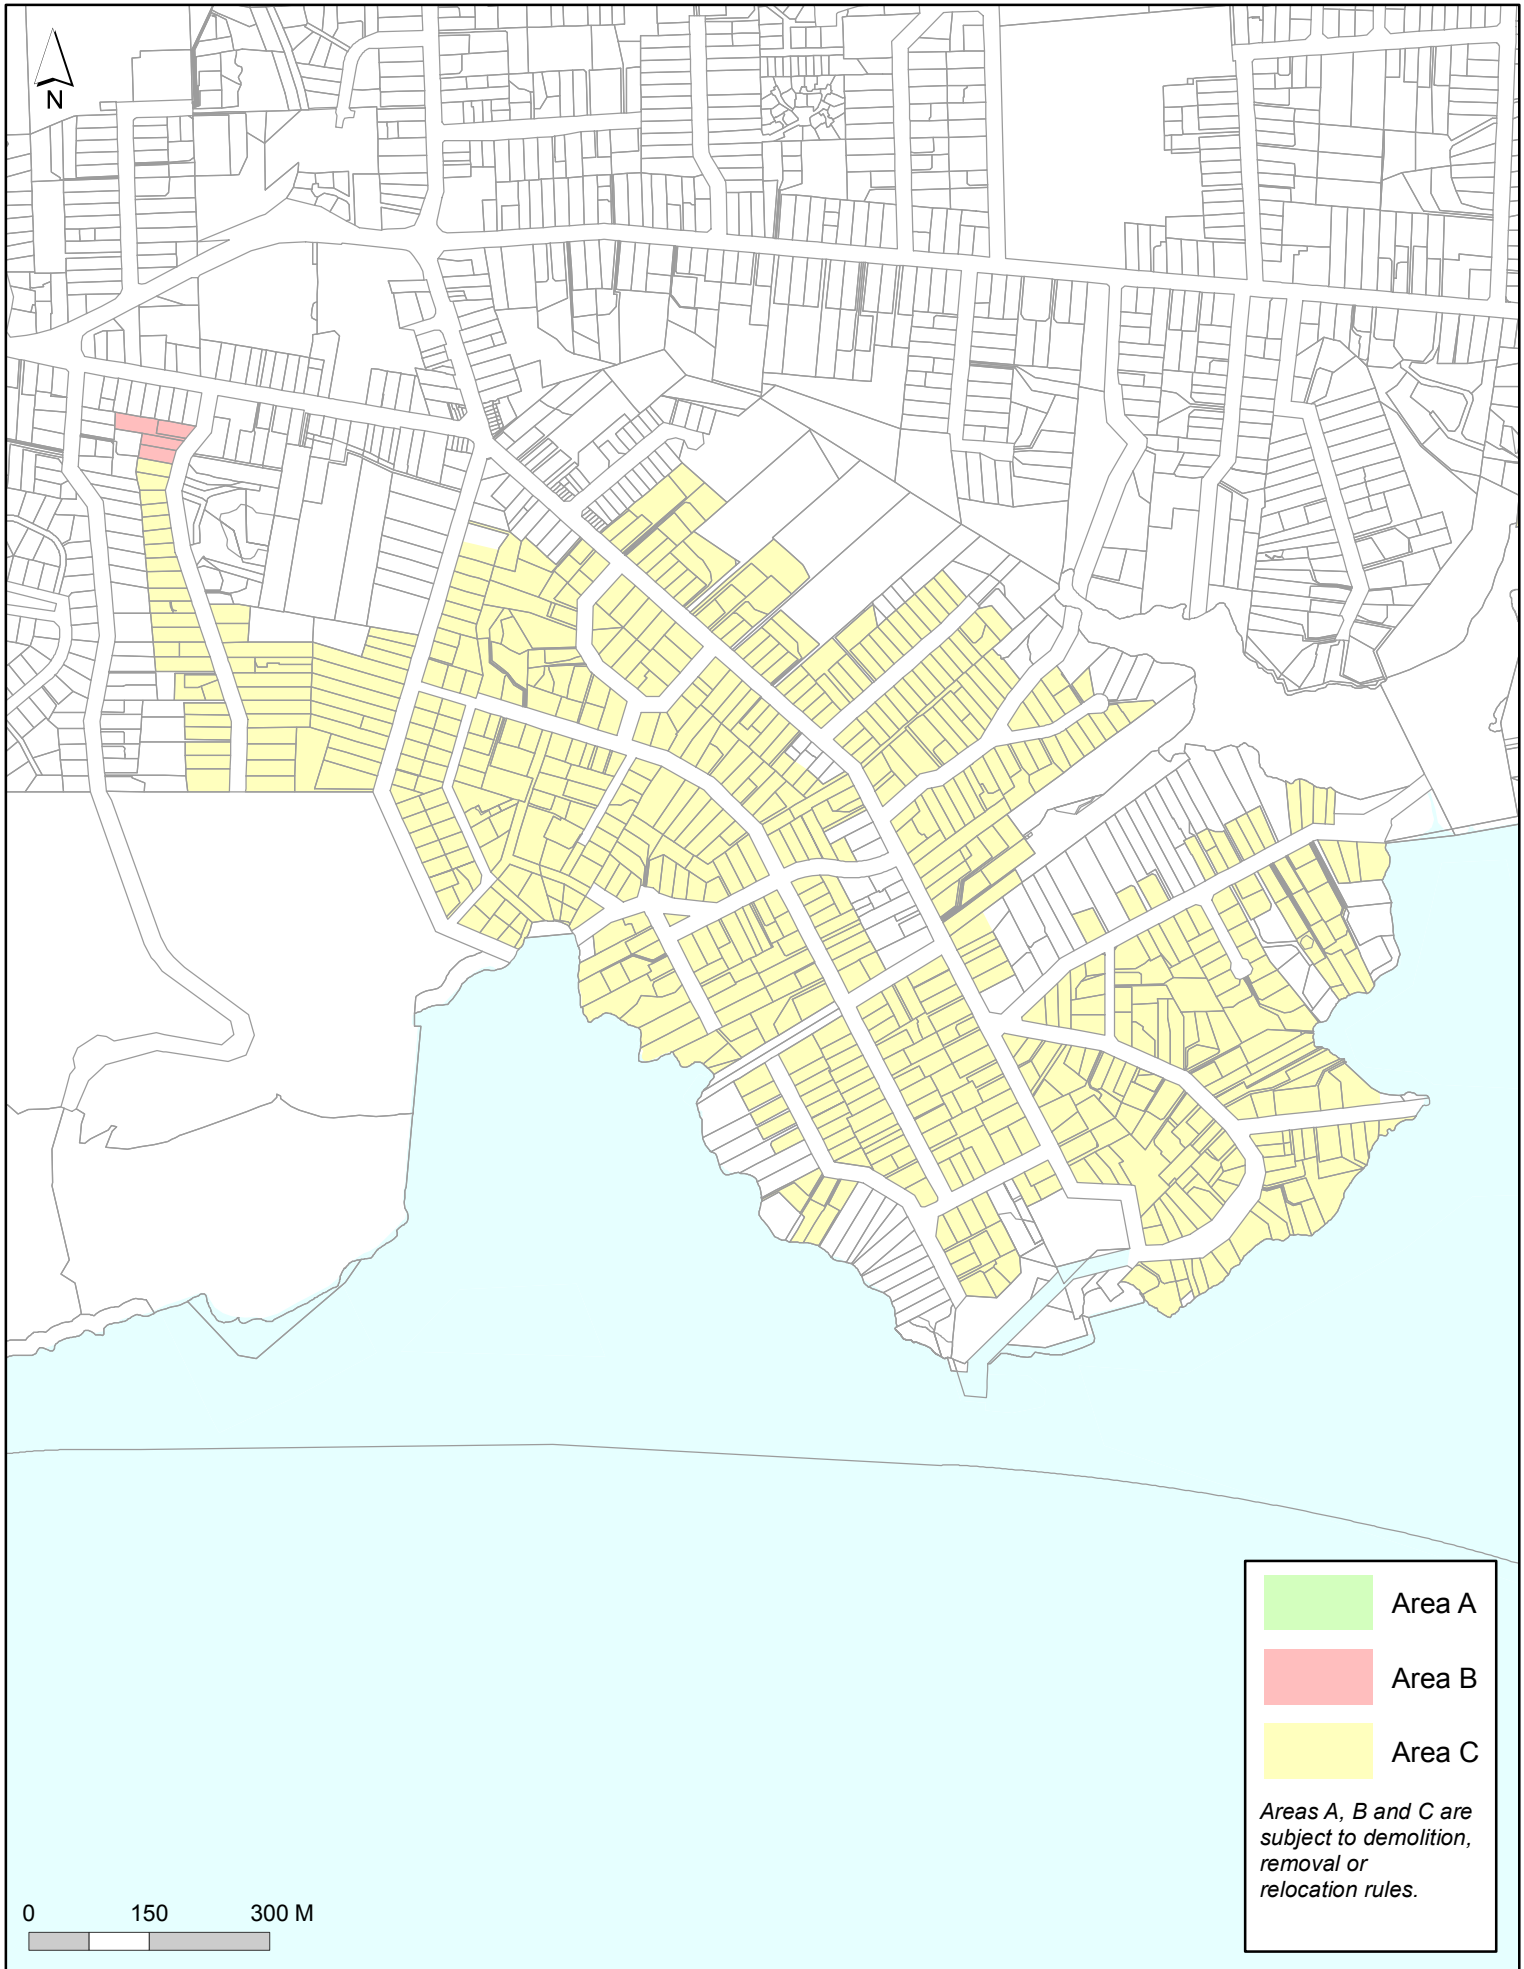 N
Area A
Area B
Area C
Areas A, B and C are
subject to demolition,
removal or
relocation rules.
0 150 300 M